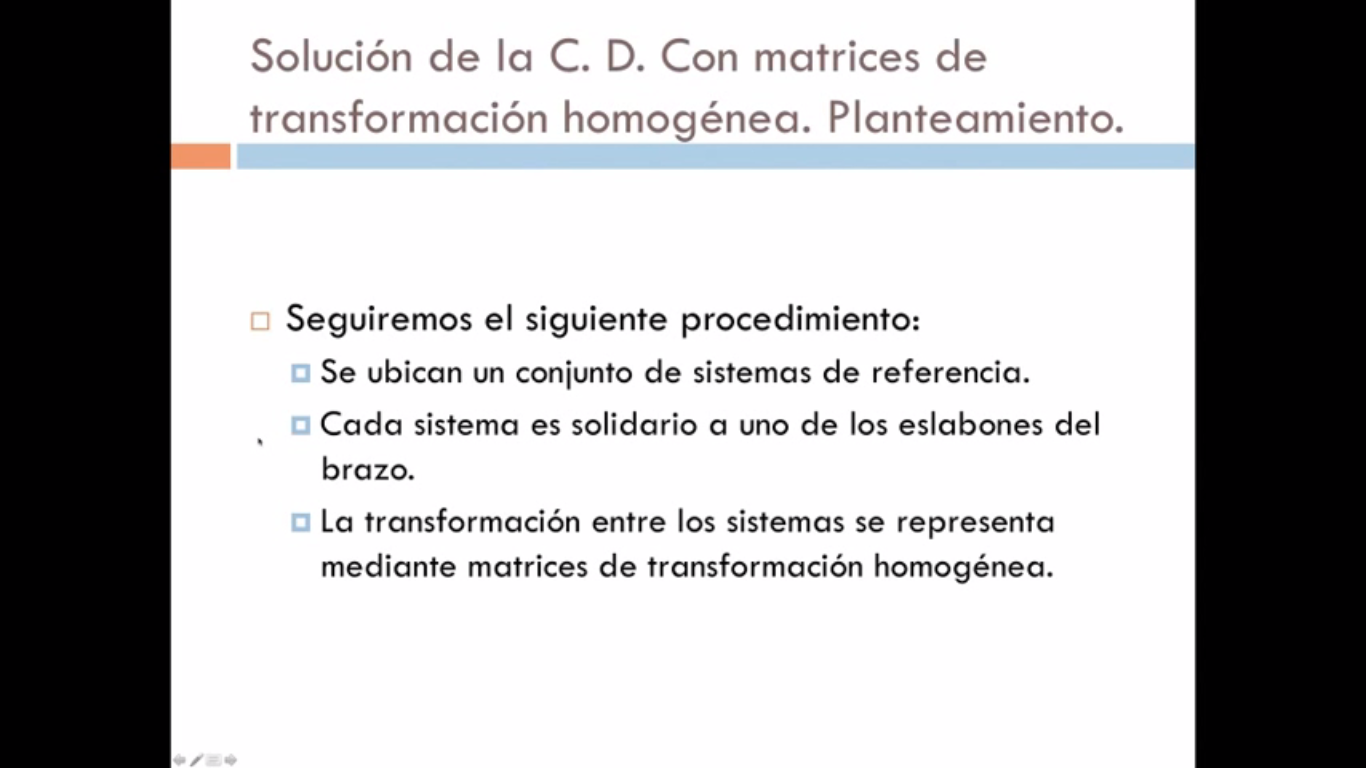 Solución de la C. D. Con matrices de
transformación homogénea. Planteamiento.
Seguiremos el siguiente procedimiento:
Se ubican un conjunto de sistemas de referencia.
Cada sistema es solidario a uno de los eslabones del
brazo.
La transformación entre los sistemas se representa
mediante matrices de transformación homogénea.